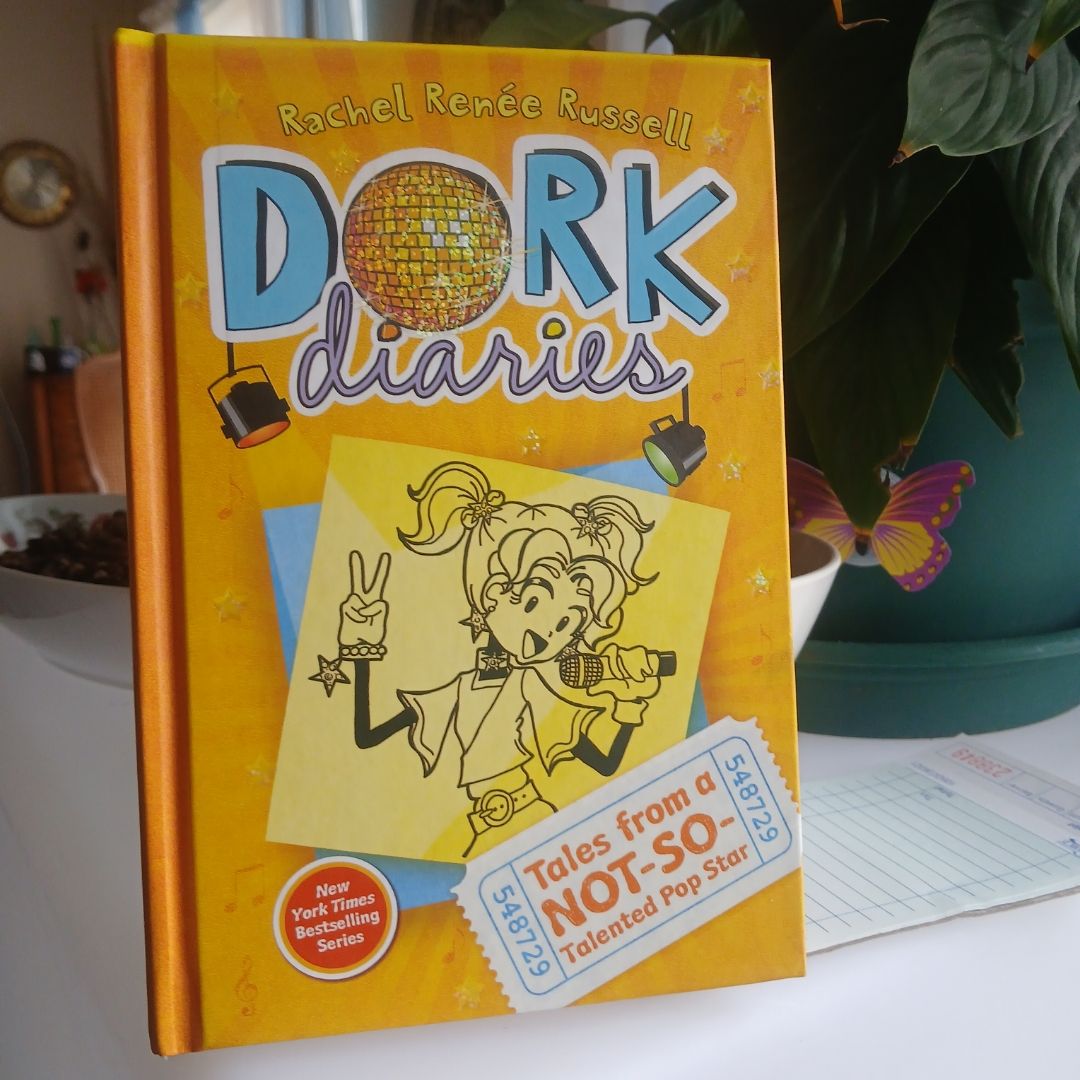 Rachel Renée Russell
DORK
diaries
548729
Tales from a
NOT-SO-
Talented Pop Star
548729
New
York Times
Bestselling
Series